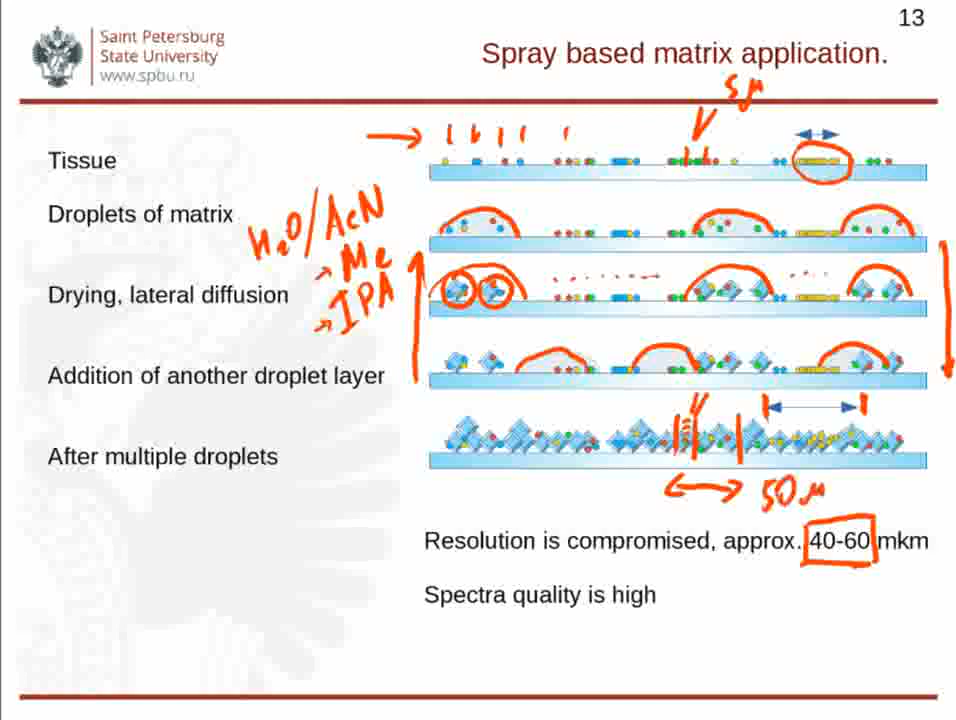 13
Saint Petersburg
State University
www.spbu.ru
Spray based matrix application.
5μ
Tissue
Droplets of matrix
H₂O/AcN
→ Me
→ IPA
Drying, lateral diffusion
Addition of another droplet layer
After multiple droplets
50 μ
Resolution is compromised, approx. 40-60 mkm
Spectra quality is high